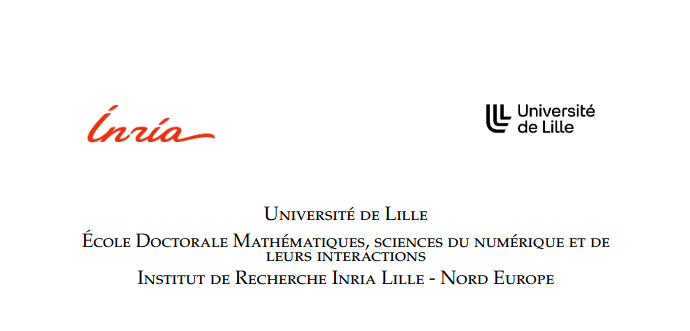 Inria
Université
de Lille
Université de Lille
École Doctorale Mathématiques, sciences du numérique et de
leurs interactions
Institut de Recherche Inria Lille - Nord Europe